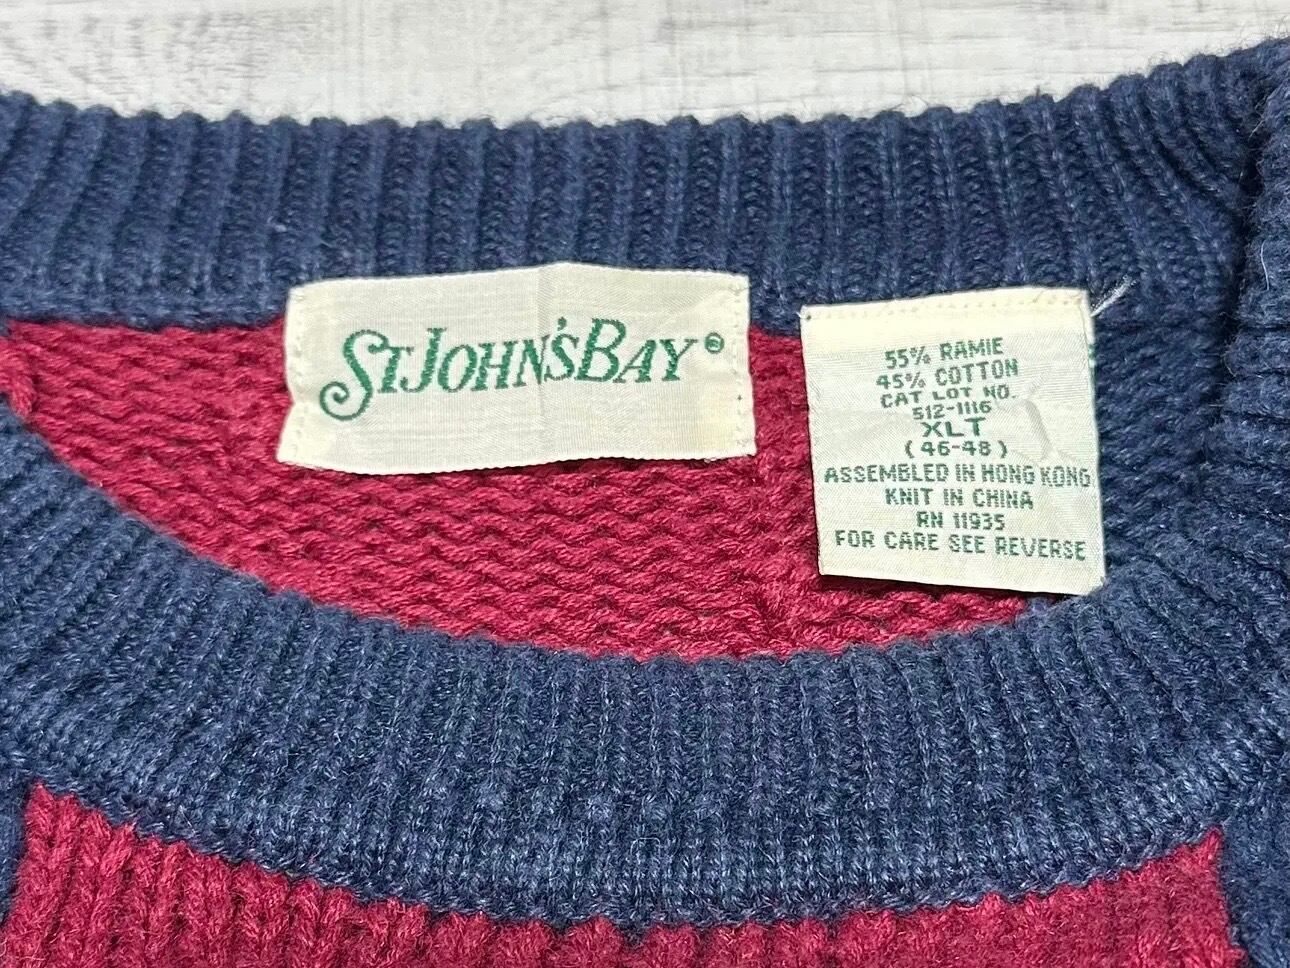 ST JOHN'S BAY®
55% RAMIE
45% COTTON
CAT LOT NO.
512-1116
XLT
(46-48)
ASSEMBLED IN HONG KONG
KNIT IN CHINA
RN 11935
FOR CARE SEE REVERSE